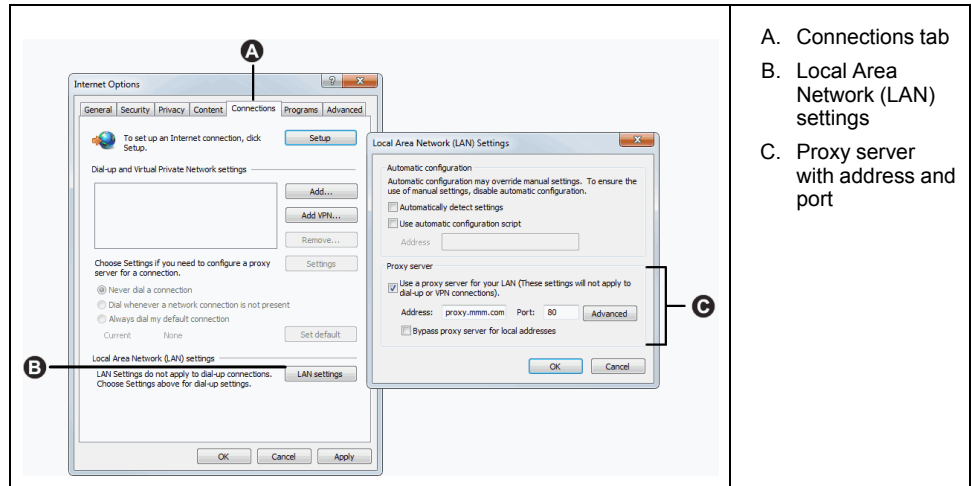 A
Internet Options
General Security Privacy Content Connections Programs Advanced
To set up an Internet connection, click
Setup.
Setup
Dial-up and Virtual Private Network settings
Add...
Add VPN...
Remove...
Choose Settings if you need to configure a proxy
server for a connection.
Settings
Never dial a connection
Dial whenever a network connection is not present
Always dial my default connection
Current None
Set default
B
Local Area Network (LAN) settings
LAN Settings do not apply to dial-up connections.
Choose Settings above for dial-up settings.
LAN settings
OK Cancel Apply
Local Area Network (LAN) Settings
Automatic configuration
Automatic configuration may override manual settings. To ensure the
use of manual settings, disable automatic configuration.
Automatically detect settings
Use automatic configuration script
Address
Proxy server
Use a proxy server for your LAN (These settings will not apply to
dial-up or VPN connections).
Address: proxy.mmm.com Port: 80 Advanced
Bypass proxy server for local addresses
OK Cancel
C
A. Connections tab
B. Local Area
Network (LAN)
settings
C. Proxy server
with address and
port